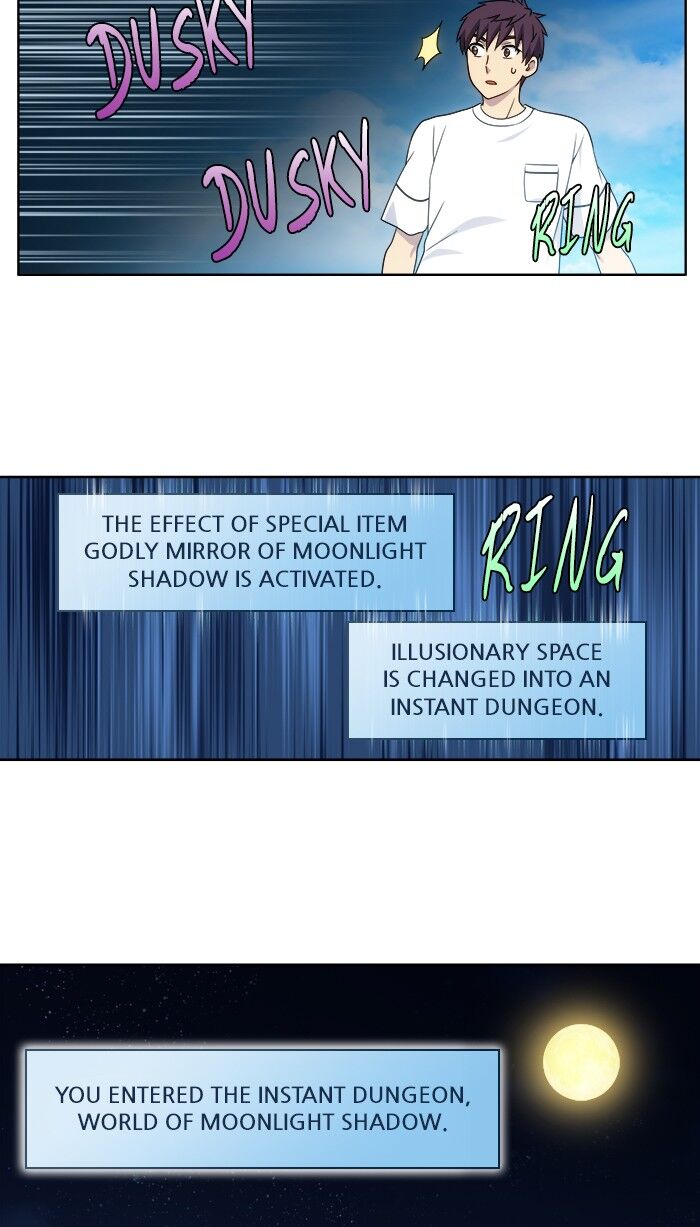 DUSKY
DUSKY
RING
THE EFFECT OF SPECIAL ITEM
GODLY MIRROR OF MOONLIGHT
SHADOW IS ACTIVATED.
RING
ILLUSIONARY SPACE
IS CHANGED INTO AN
INSTANT DUNGEON.
YOU ENTERED THE INSTANT DUNGEON,
WORLD OF MOONLIGHT SHADOW.